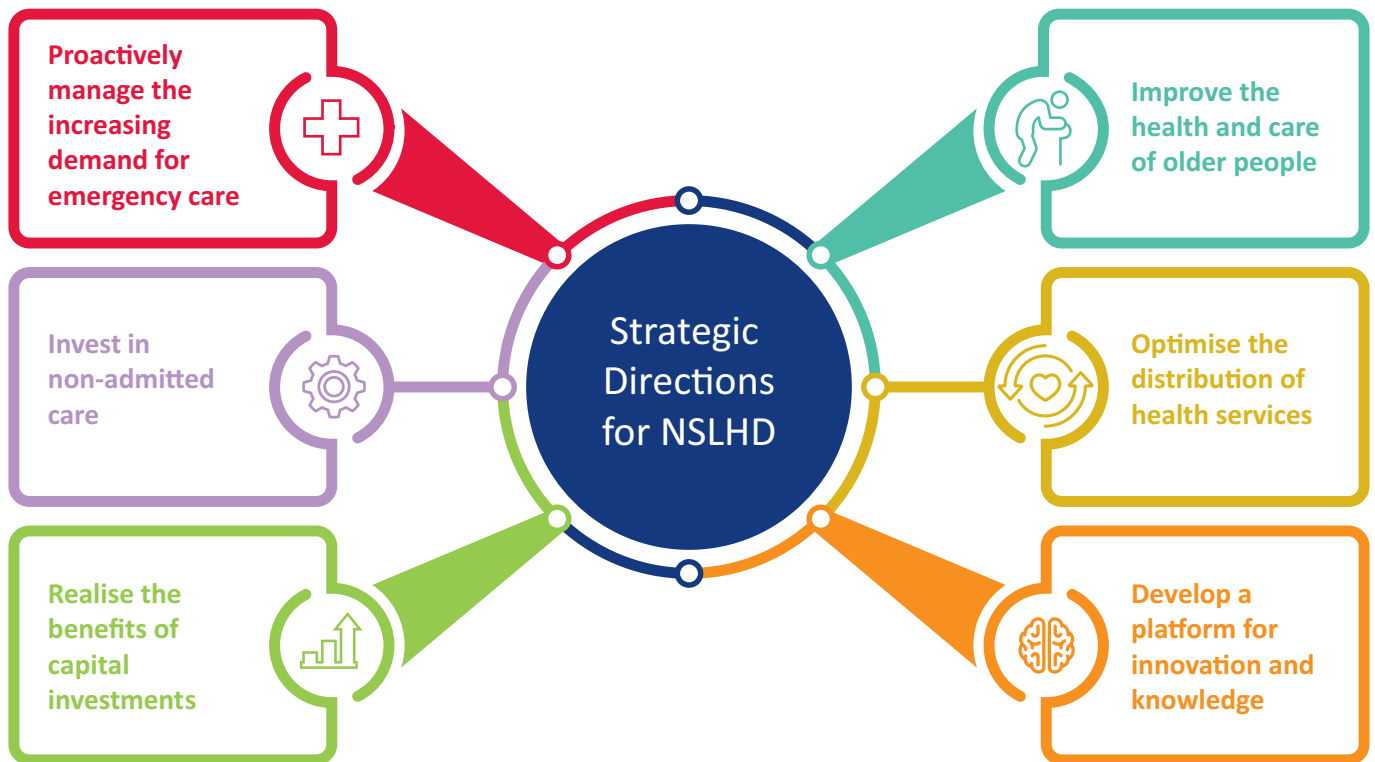 Proactively
manage the
increasing
demand for
emergency care
Invest in
non-admitted
care
Realise the
benefits of
capital
investments
Strategic
Directions
for NSLHD
Improve the
health and care
of older people
Optimise the
distribution of
health services
Develop a
platform for
innovation and
knowledge